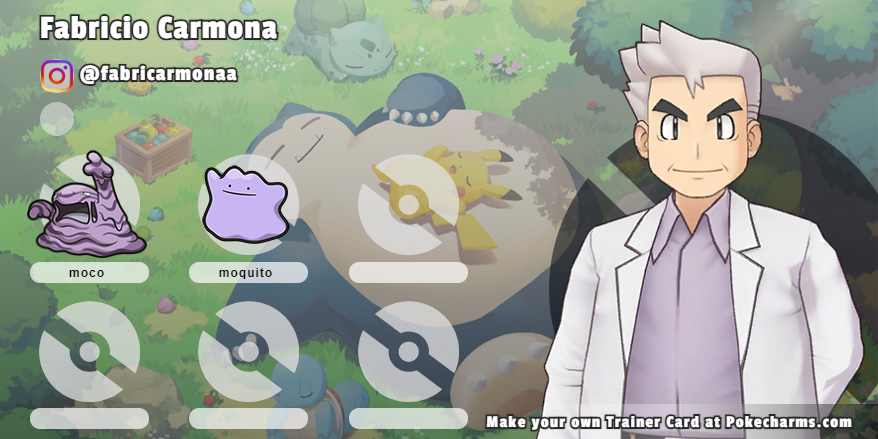 Fabricio Carmona
@fabricarmonaa
moco
moquito
Make your own Trainer Card at Pokecharms.com